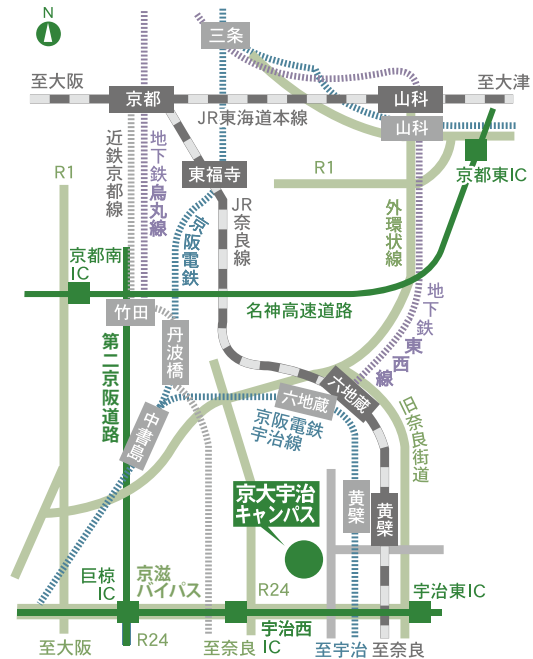 N
三条
至大阪
京都
山科
至大津
JR東海道本線
山科
近鉄京都線
地下鉄烏丸線
東福寺
京都東IC
R1
R1
京阪電鉄
JR奈良線
外環状線
京都南
IC
名神高速道路
地下鉄東西線
竹田
丹波橋
第二京阪道路
六地蔵
六地蔵
中書島
京阪電鉄
宇治線
旧奈良街道
京大宇治
キャンパス
黄檗
黄檗
巨椋
IC
京滋
バイパス
R24
宇治東IC
宇治西
IC
至大阪
R24
至奈良
至宇治
至奈良